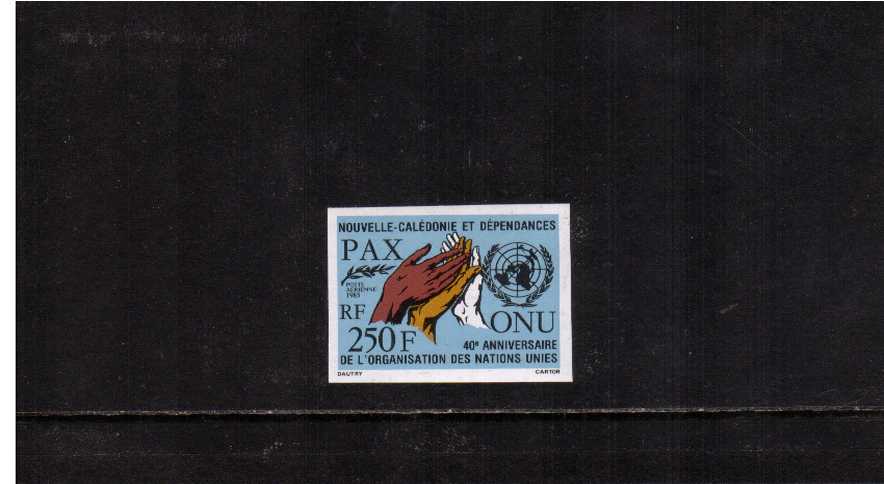 NOUVELLE-CALÉDONIE ET DÉPENDANCES
PAX
POSTE
AERIENNE
1985
RF
250F
ONU
40e ANNIVERSAIRE
DE L'ORGANISATION DES NATIONS UNIES
DAUTRY
CARTOR